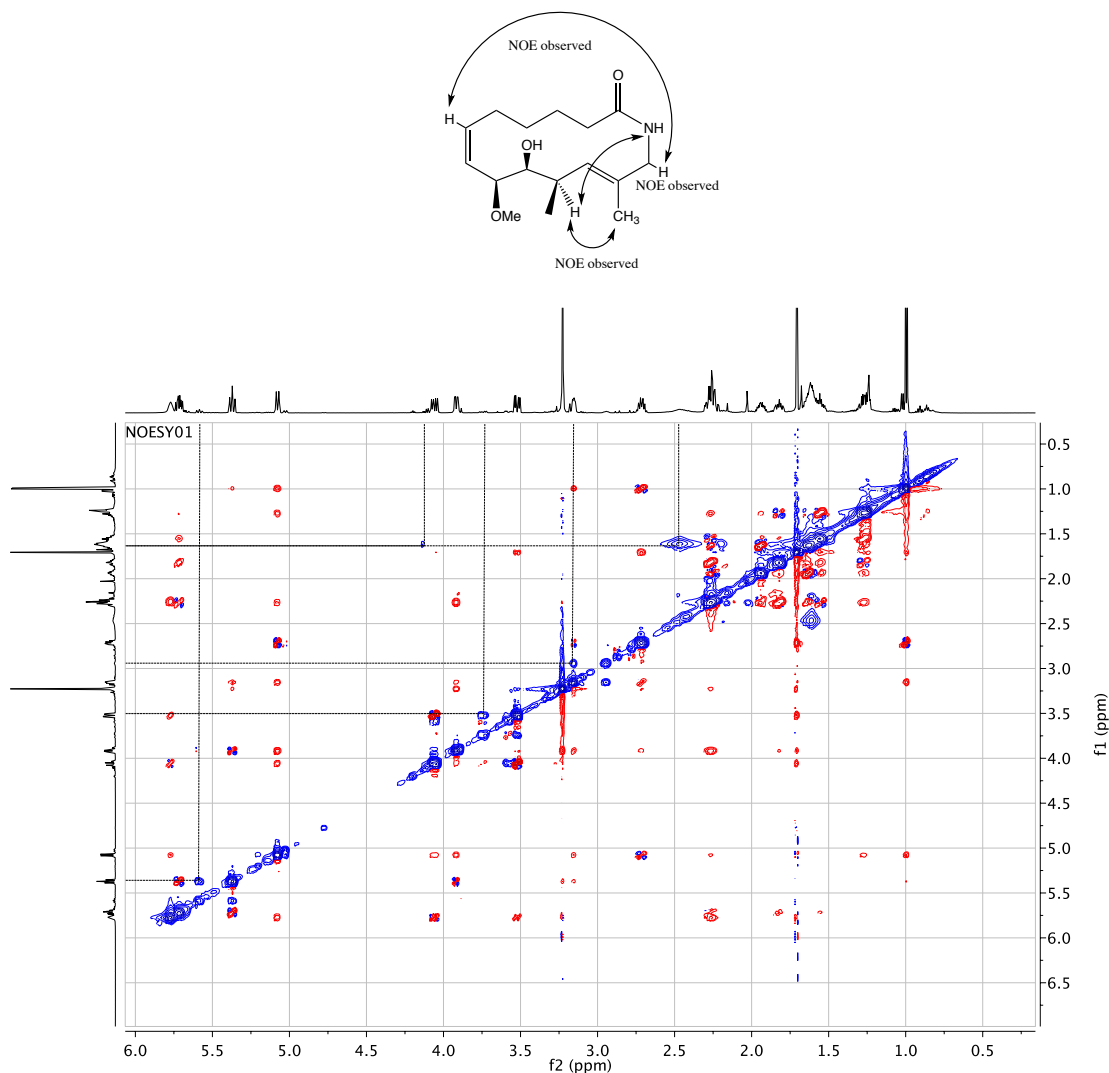 NOE observed
O
H
NH
OH
H
NOE observed
H
OMe
CH3
NOE observed
NOESY01
0.5
1.0
1.5
2.0
2.5
3.0
3.5
4.0
4.5
5.0
5.5
6.0
6.5
f1 (ppm)
6.0 5.5 5.0 4.5 4.0 3.5 3.0 2.5 2.0 1.5 1.0 0.5
f2 (ppm)